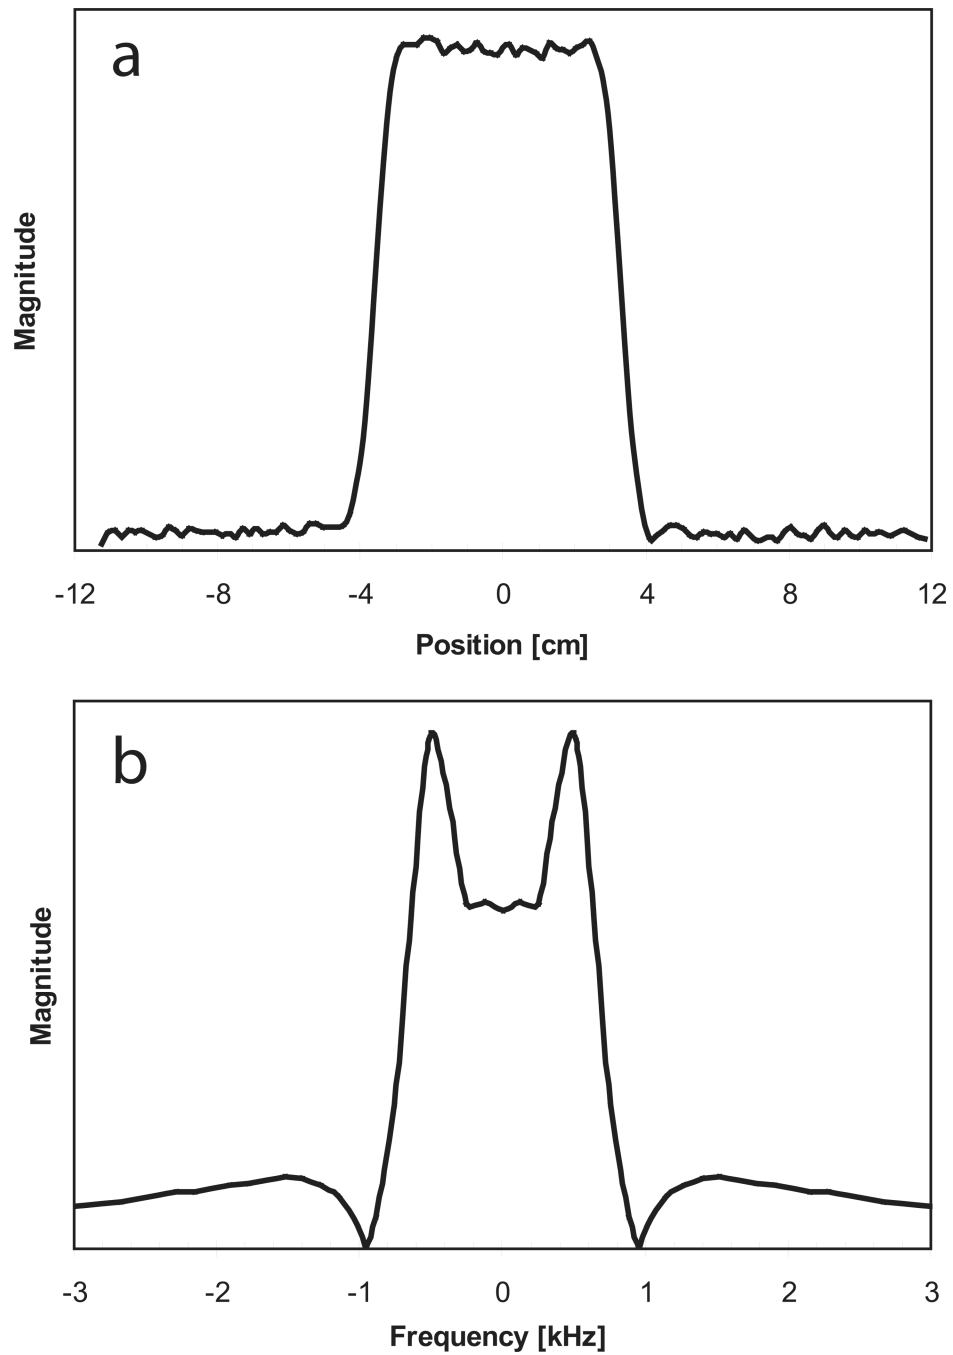 a
Magnitude
-12 -8 -4 0 4 8 12
Position [cm]
b
Magnitude
-3 -2 -1 0 1 2 3
Frequency [kHz]